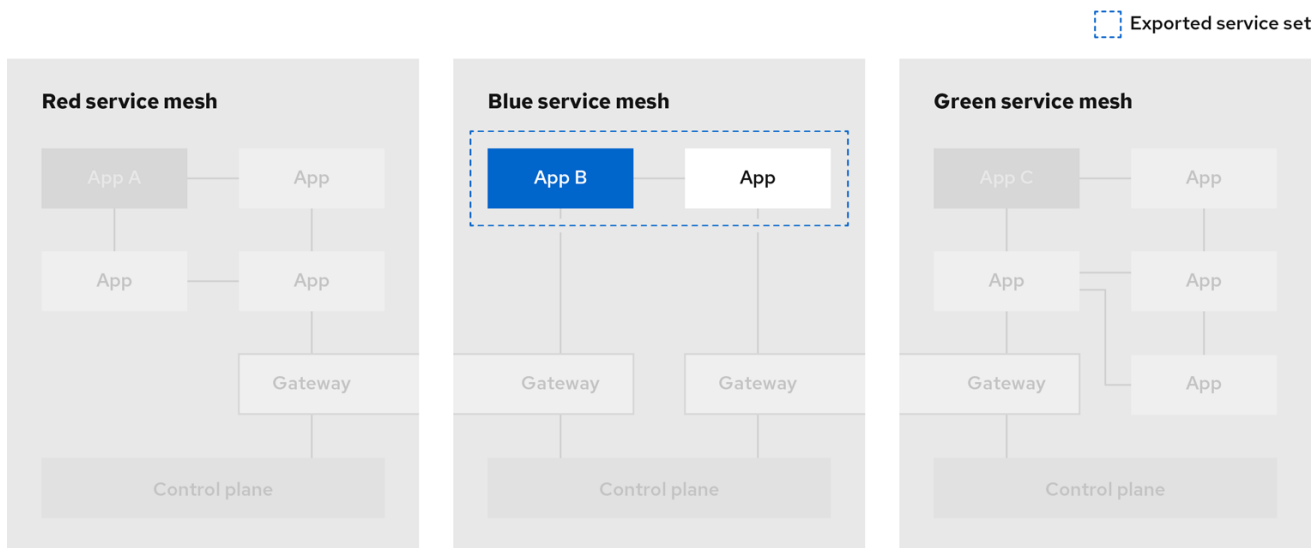 Exported service set
Red service mesh
App A
App
App
App
Gateway
Control plane
Blue service mesh
App B
App
Gateway
Gateway
Control plane
Green service mesh
App C
App
App
App
Gateway
App
Control plane